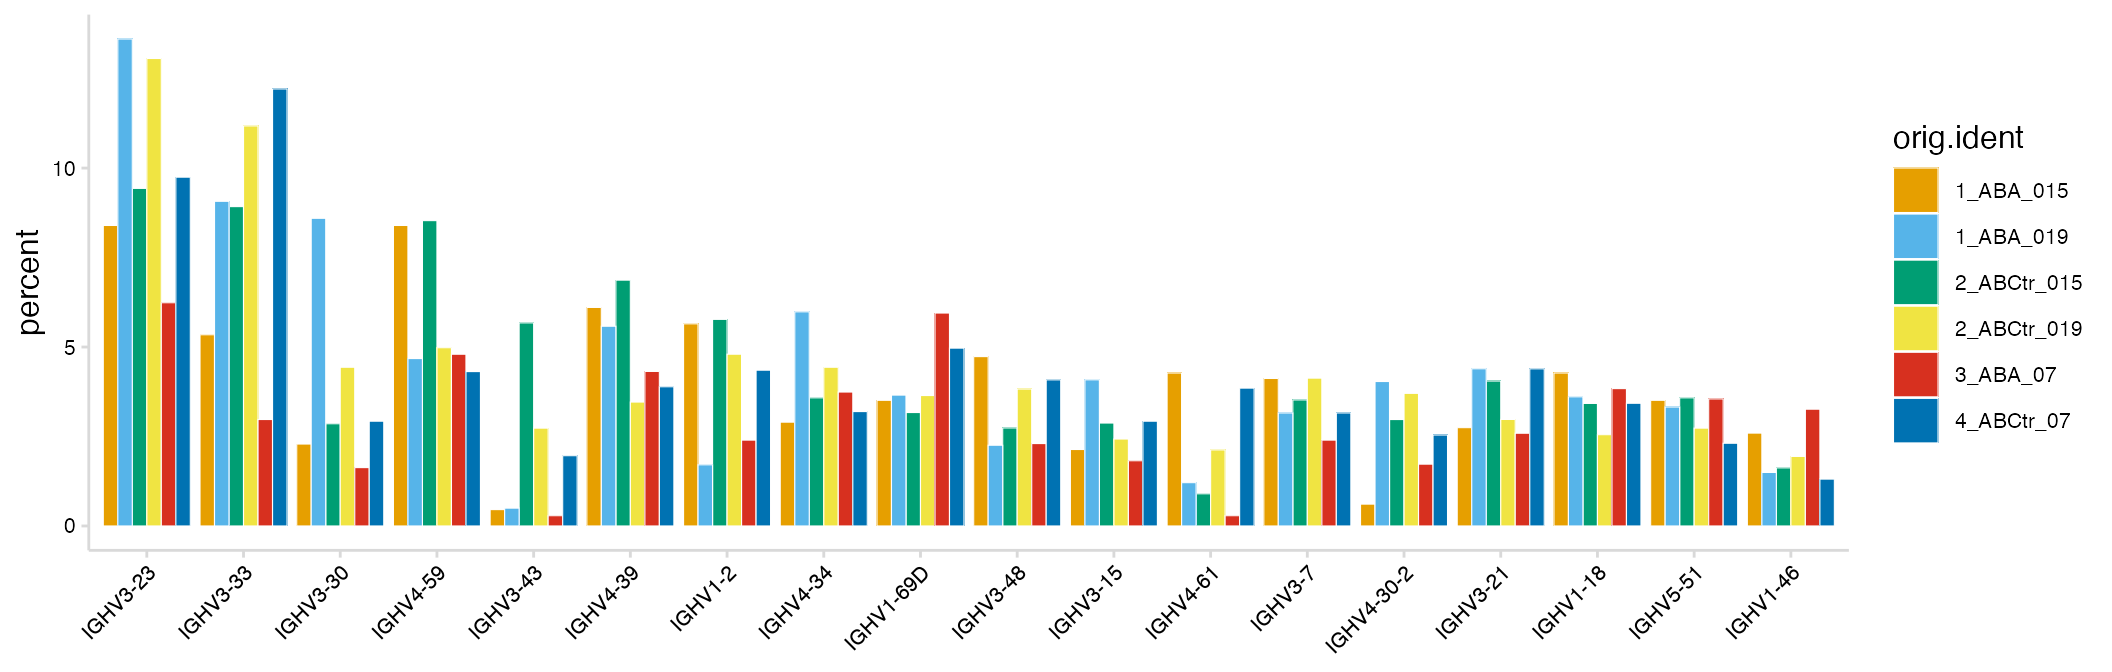 percent
10
5
0
IGHV3-23
IGHV3-33
IGHV3-30
IGHV4-59
IGHV3-43
IGHV4-39
IGHV1-2
IGHV4-34
IGHV1-69D
IGHV3-48
IGHV3-15
IGHV4-61
IGHV3-7
IGHV4-30-2
IGHV3-21
IGHV1-18
IGHV5-51
IGHV1-46
orig.ident
1_ABA_015
1_ABA_019
2_ABCtr_015
2_ABCtr_019
3_ABA_07
4_ABCtr_07